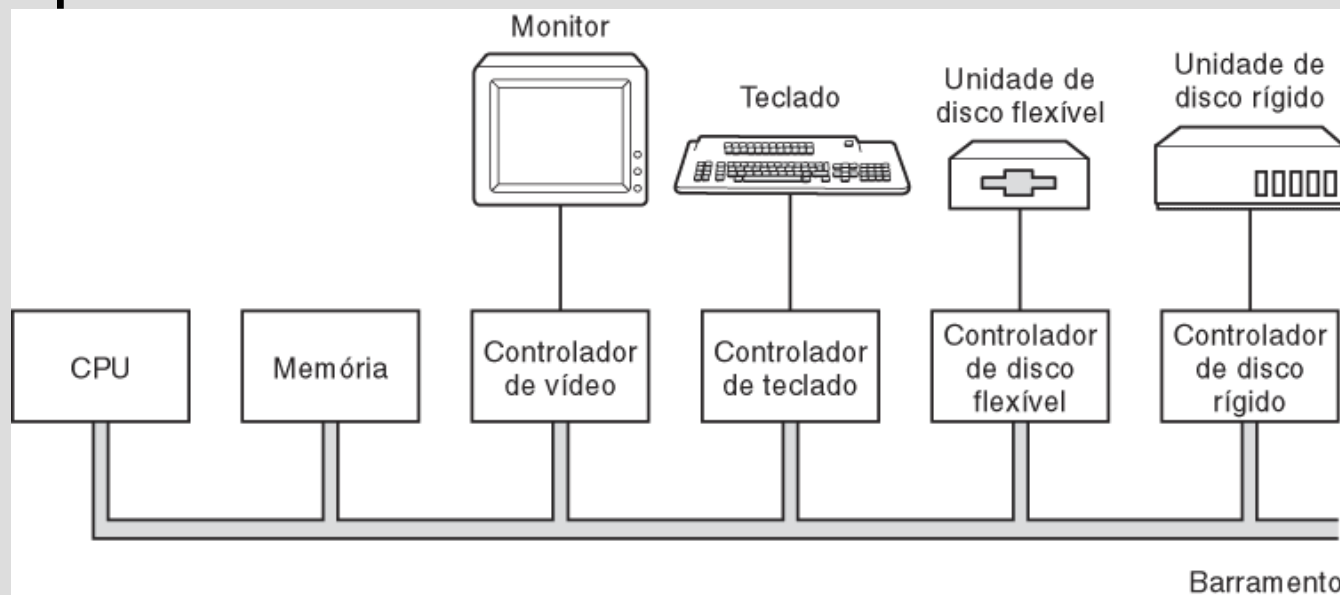 Monitor
Teclado
Unidade de
disco flexível
Unidade de
disco rígido
CPU
Memória
Controlador
de vídeo
Controlador
de teclado
Controlador
de disco
flexível
Controlador
de disco
rígido
Barramento